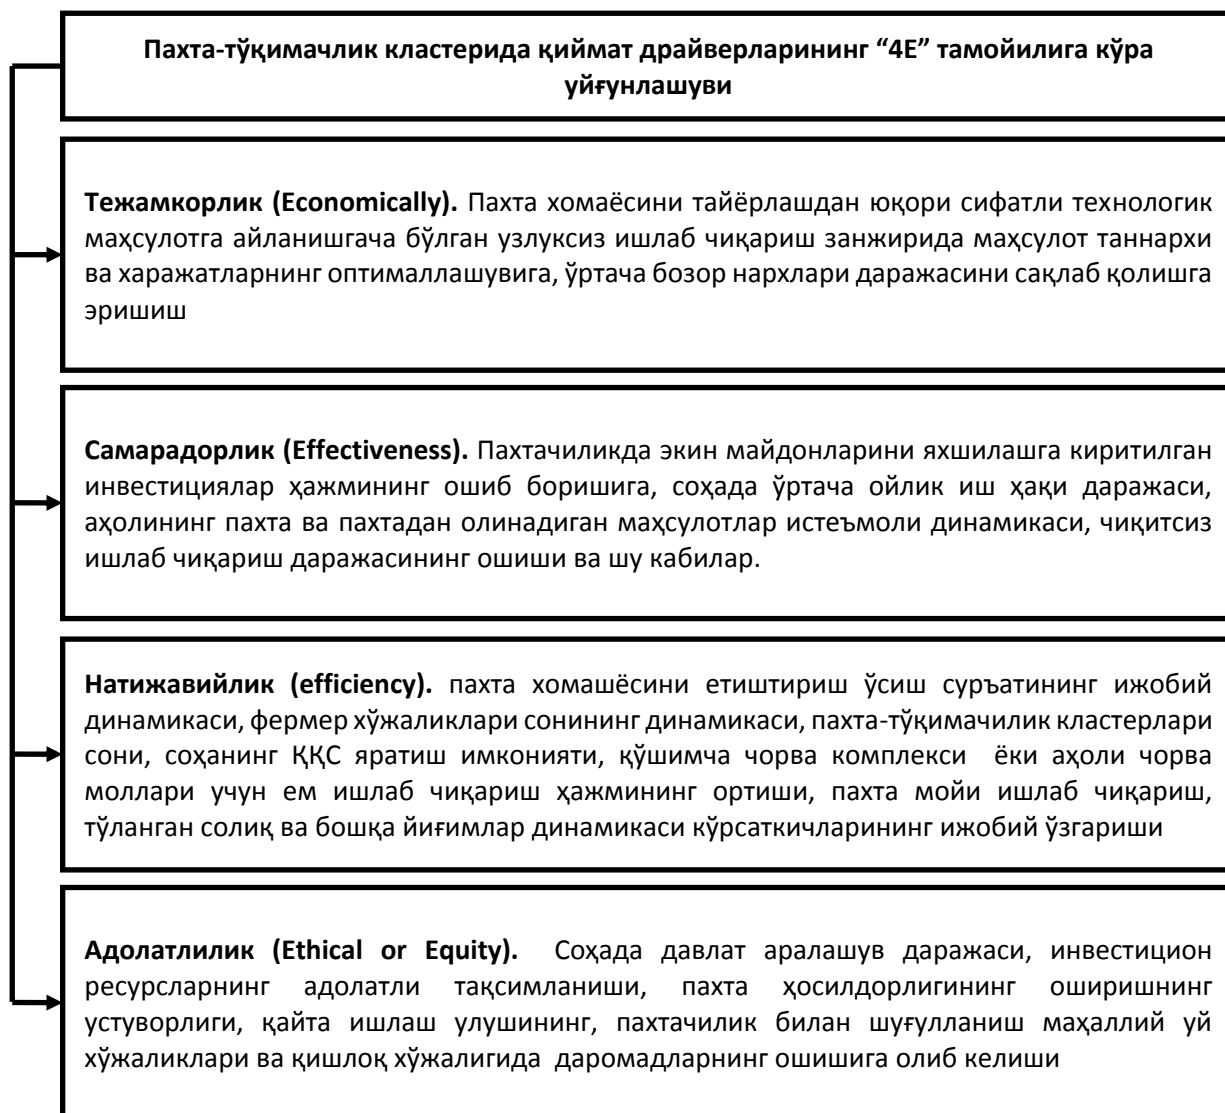 Пахта-тўқимачлик кластерида қиймат драйверларининг “4Е” тамойилига кўра
уйғунлашуви
Тежамкорлик (Economically). Пахта хомаёсини тайёрлашдан юқори сифатли технологик
маҳсулотга айланишгача бўлган узлуксиз ишлаб чиқариш занжирида маҳсулот таннархи
ва харажатларнинг оптималлашувига, ўртача бозор нархлари даражасини сақлаб қолишга
эришиш
Самарадорлик (Effectiveness). Пахтачиликда экин майдонларини яхшилашга киритилган
инвестициялар ҳажмининг ошиб боришига, соҳада ўртача ойлик иш ҳақи даражаси,
аҳолининг пахта ва пахтадан олинадиган маҳсулотлар истеъмоли динамикаси, чиқитсиз
ишлаб чиқариш даражасининг ошиши ва шу кабилар.
Натижавийлик (efficiency). пахта хомашёсини етиштириш ўсиш суръатининг ижобий
динамикаси, фермер хўжаликлари сонининг динамикаси, пахта-тўқимачилик кластерлари
сони, соҳанинг ҚҚС яратиш имконияти, қўшимча чорва комплекси ёки аҳоли чорва
моллари учун ем ишлаб чиқариш ҳажмининг ортиши, пахта мойи ишлаб чиқариш,
тўланган солиқ ва бошқа йиғимлар динамикаси кўрсаткичларининг ижобий ўзгариши
Адолатлилик (Ethical or Equity). Соҳада давлат аралашув даражаси, инвестицион
ресурсларнинг адолатли тақсимланиши, пахта ҳосилдорлигининг оширишнинг
устуворлиги, қайта ишлаш улушининг, пахтачилик билан шуғулланиш маҳаллий уй
хўжаликлари ва қишлоқ хўжалигида даромадларнинг ошишига олиб келиши